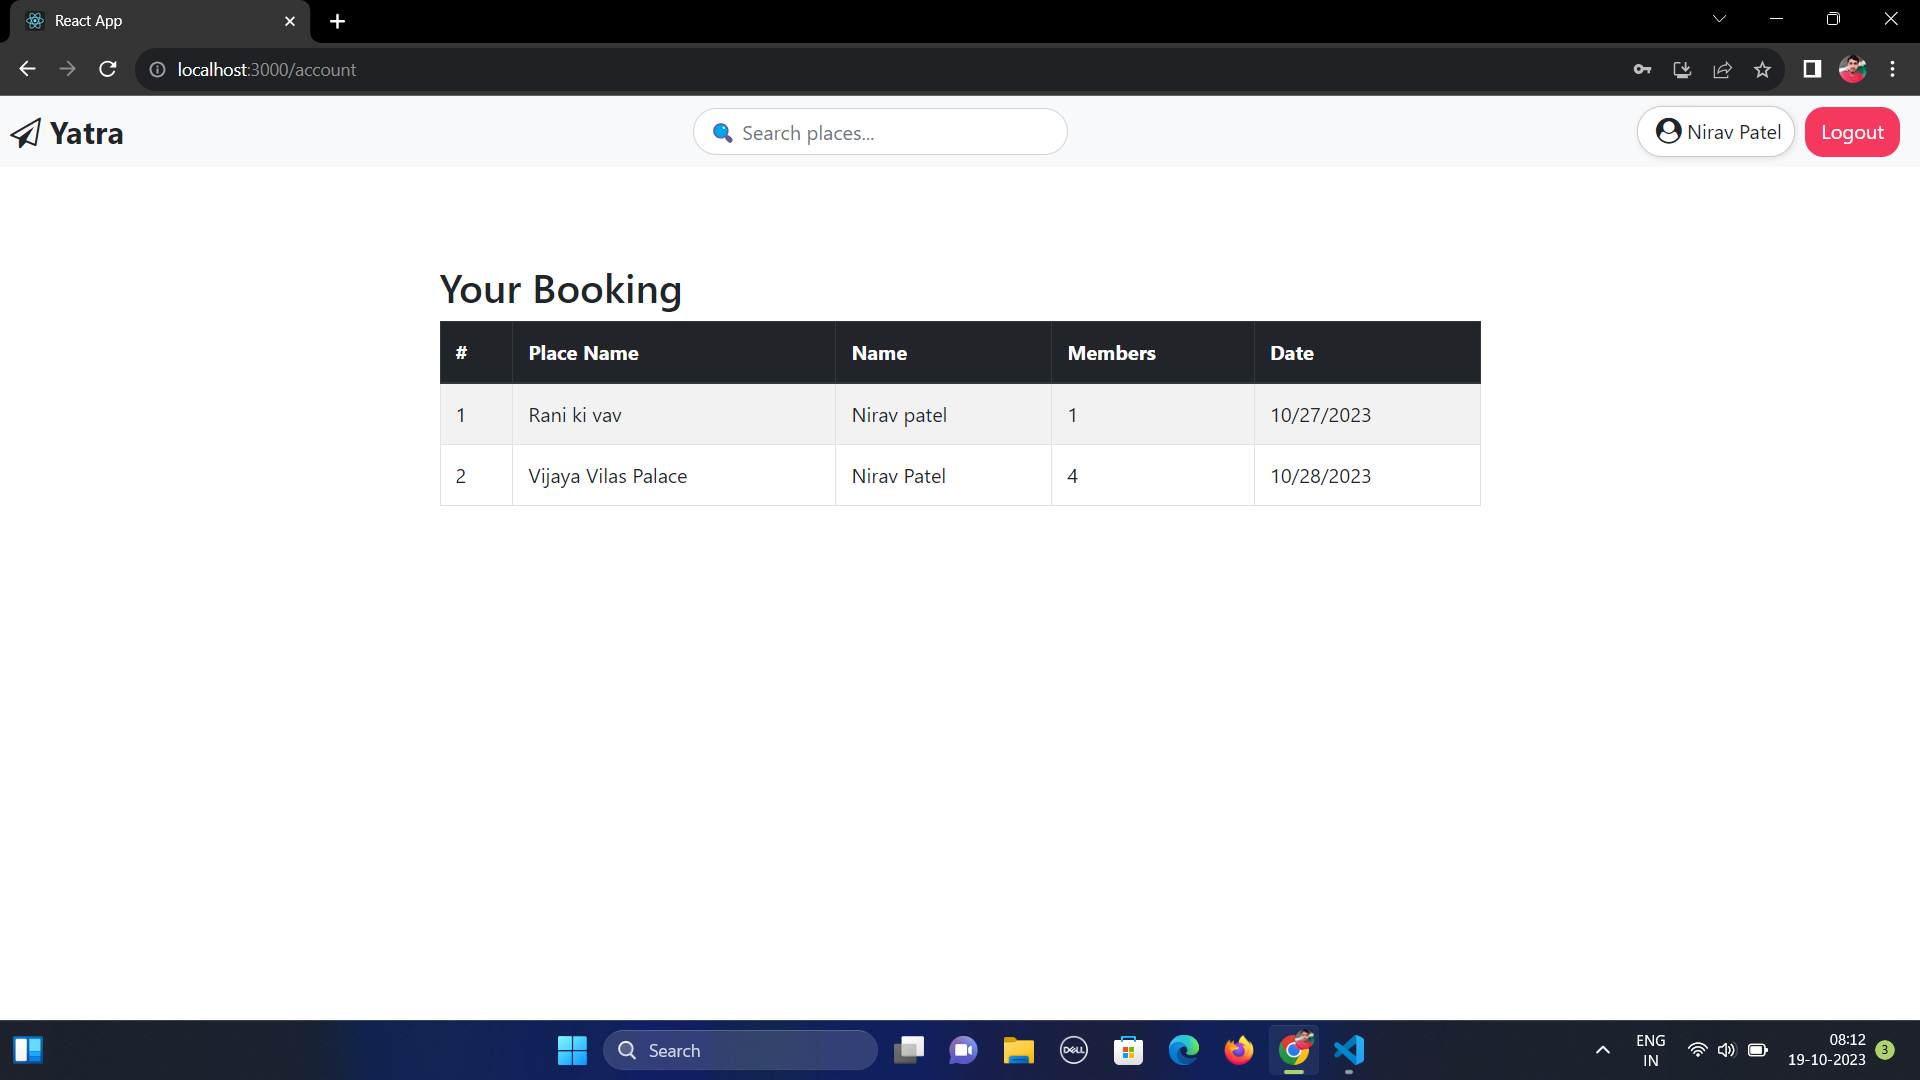 React App
localhost:3000/account
Yatra
Search places...
Nirav Patel
Logout
Your Booking
# Place Name Name Members Date
1 Rani ki vav Nirav patel 1 10/27/2023
2 Vijaya Vilas Palace Nirav Patel 4 10/28/2023
Search
DELL
ENG
IN
08:12
19-10-2023
3